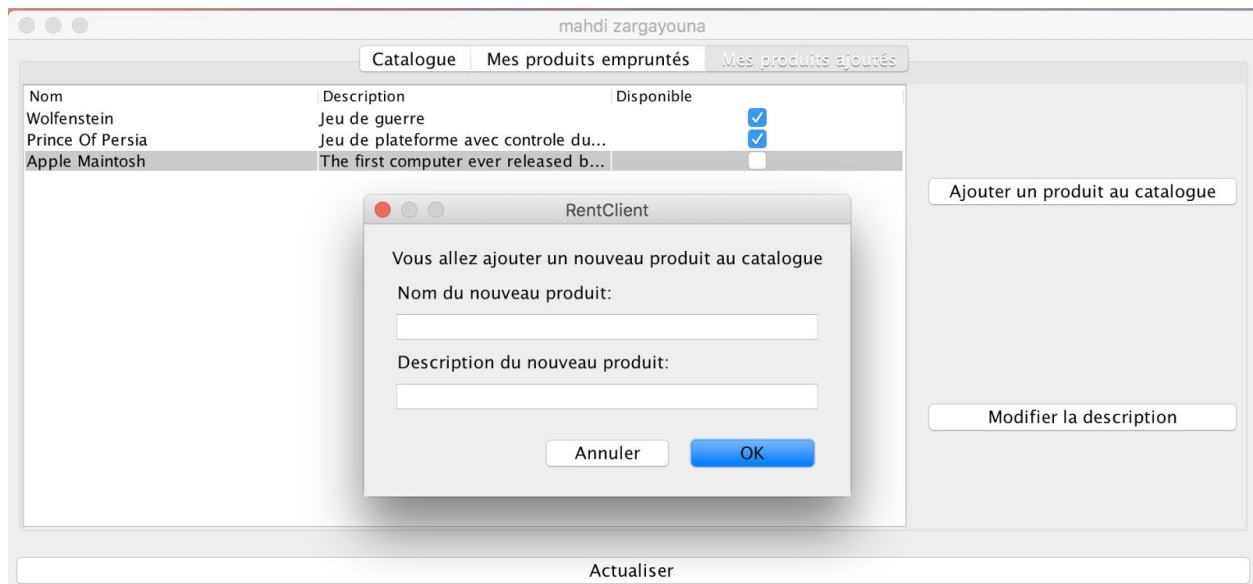 mahdi zargayouna
Catalogue Mes produits empruntés Mes produits ajoutés
Nom Description Disponible
Wolfenstein Jeu de guerre
Prince Of Persia Jeu de plateforme avec controle du...
Apple Maintosh The first computer ever released b...
Ajouter un produit au catalogue
RentClient
Vous allez ajouter un nouveau produit au catalogue
Nom du nouveau produit:
Description du nouveau produit:
Modifier la description
Annuler OK
Actualiser